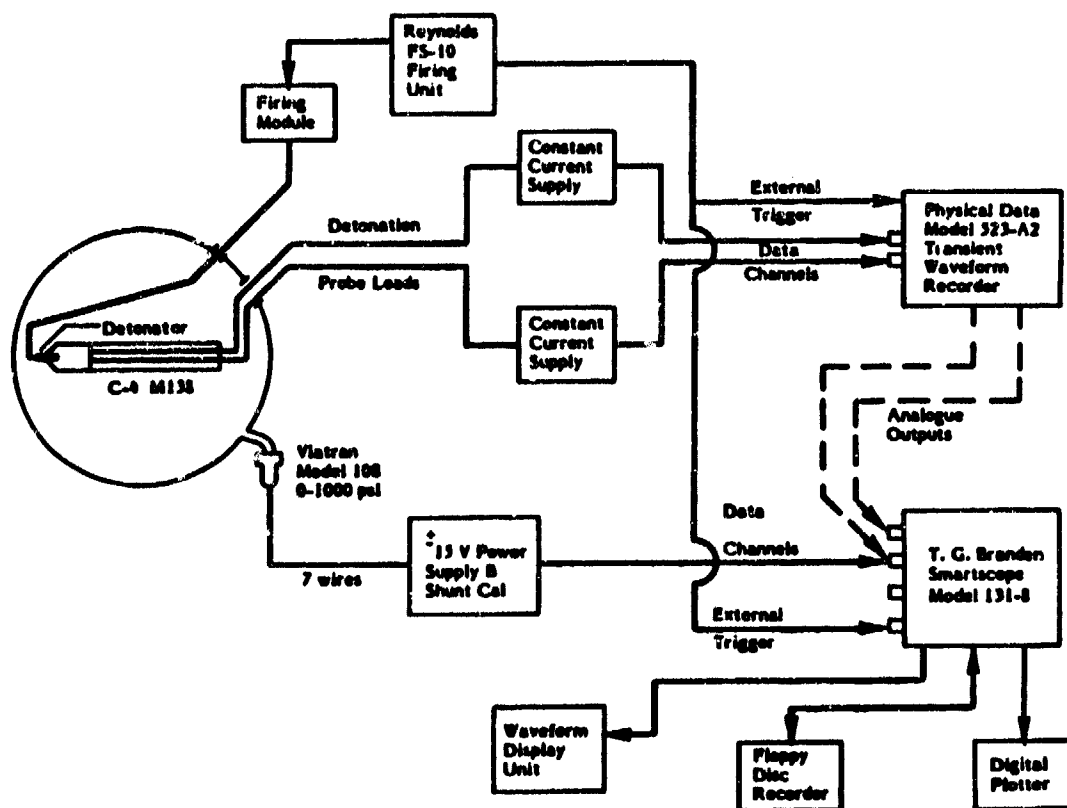 Reynolds
FS-10
Firing
Unit
Firing
Module
Constant
Current
Supply
External
Trigger
Physical Data
Model 523-A2
Transient
Waveform
Recorder
Detonation
Data
Channels
Probe Leads
Constant
Current
Supply
Detonator
C-4 M138
Analogue
Outputs
Viatran
Model 108
0-1000 psi
7 wires
± 15 V Power
Supply B
Shunt Cal
Data
Channels
T. G. Branden
Smartscope
Model 131-8
External
Trigger
Waveform
Display
Unit
Floppy
Disc
Recorder
Digital
Plotter